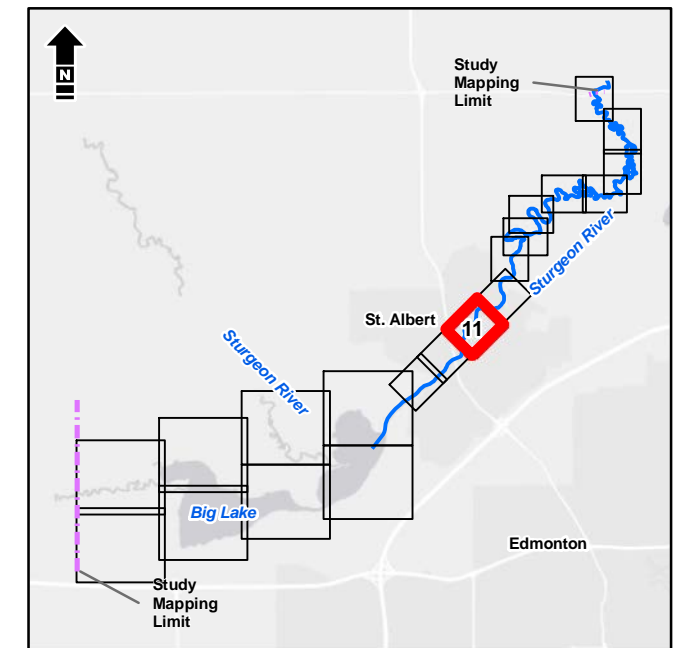 N
Study
Mapping
Limit
Sturgeon River
St. Albert
11
Sturgeon River
Big Lake
Edmonton
Study
Mapping
Limit